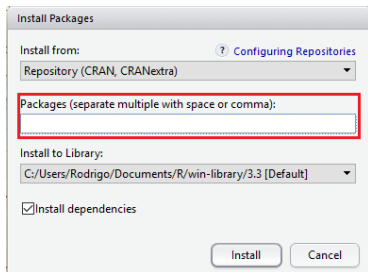 Install Packages
Install from:
? Configuring Repositories
Repository (CRAN, CRANextra)
Packages (separate multiple with space or comma):
Install to Library:
C:/Users/Rodrigo/Documents/R/win-library/3.3 [Default]
Install dependencies
Install
Cancel